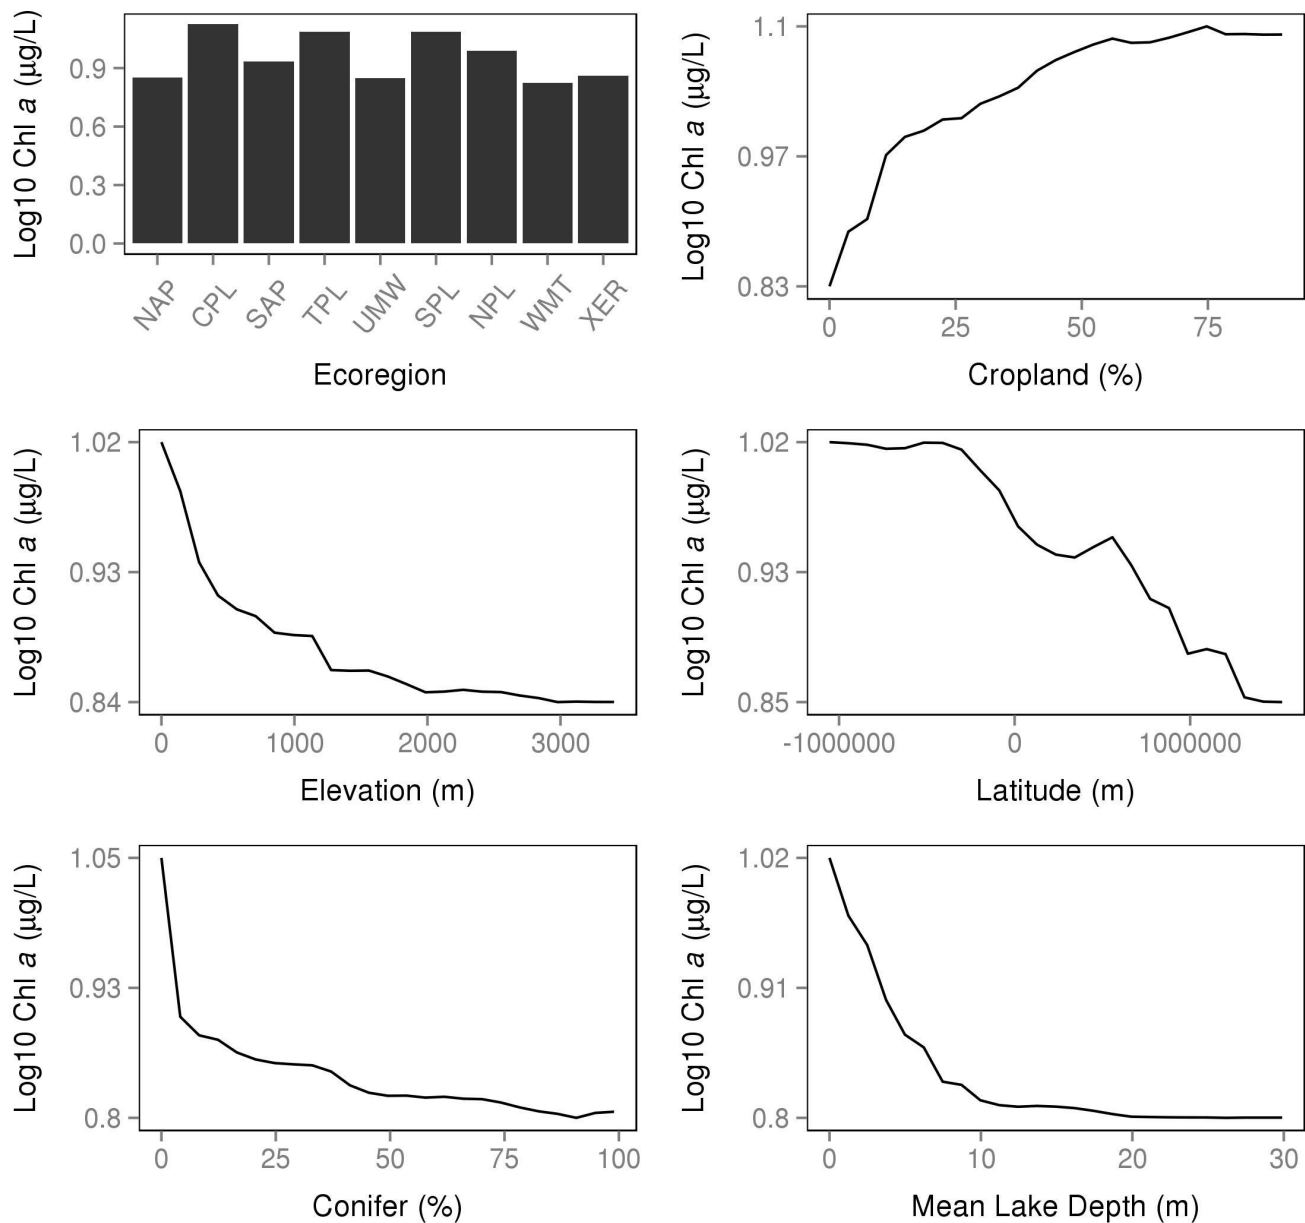 Log10 Chl a (µg/L)
0.9
0.6
0.3
0.0
NAP CPL SAP TPL UMW SPL NPL WMT XER
Ecoregion
Log10 Chl a (µg/L)
1.1
0.97
0.83
0 25 50 75
Cropland (%)
Log10 Chl a (µg/L)
1.02
0.93
0.84
0 1000 2000 3000
Elevation (m)
Log10 Chl a (µg/L)
1.02
0.93
0.85
-1000000 0 1000000
Latitude (m)
Log10 Chl a (µg/L)
1.05
0.93
0.8
0 25 50 75 100
Conifer (%)
Log10 Chl a (µg/L)
1.02
0.91
0.8
0 10 20 30
Mean Lake Depth (m)